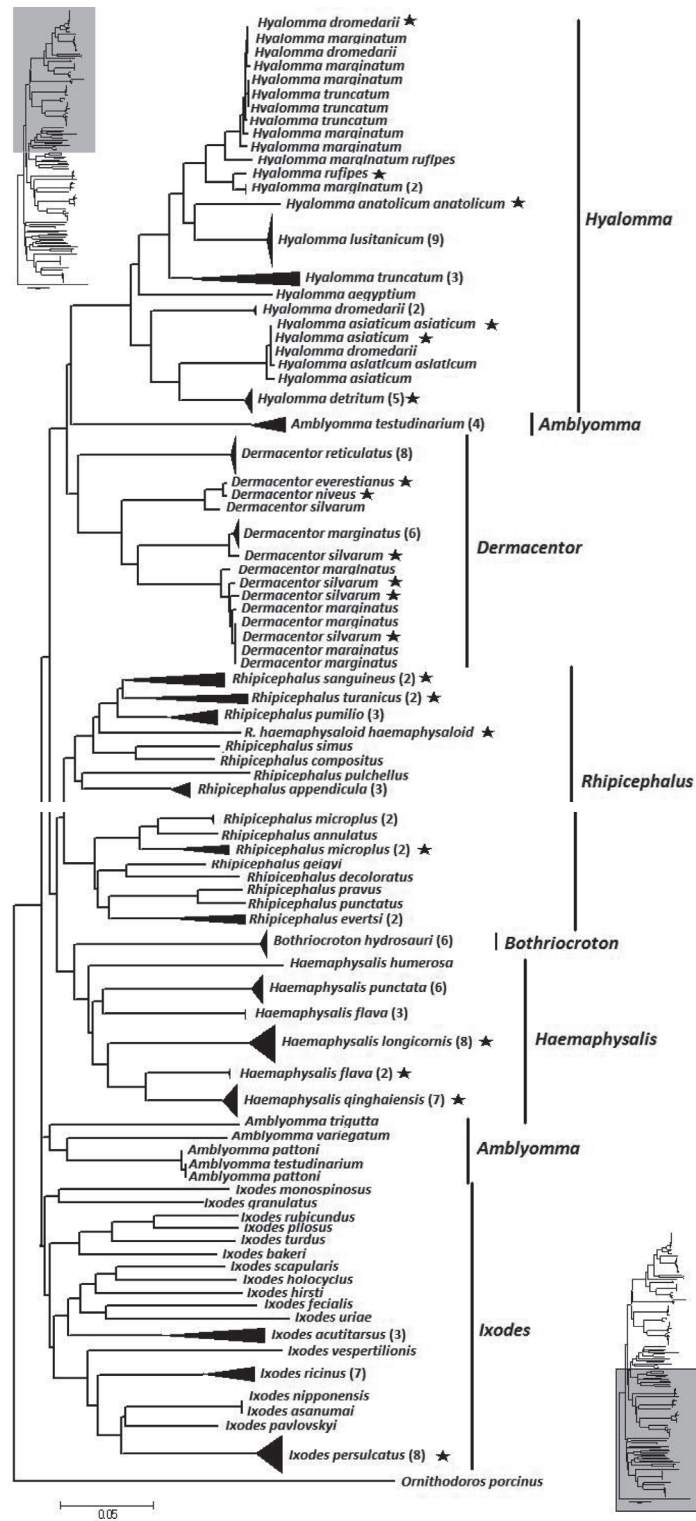 Hyalomma dromedarii ★
Hyalomma marginatum
Hyalomma dromedarii
Hyalomma marginatum
Hyalomma marginatum
Hyalomma truncatum
Hyalomma truncatum
Hyalomma truncatum
Hyalomma marginatum
Hyalomma marginatum
Hyalomma marginatum rufipes
Hyalomma rufipes ★
Hyalomma marginatum (2)
Hyalomma anatolicum anatolicum ★
Hyalomma
Hyalomma lusitanicum (9)
Hyalomma truncatum (3)
Hyalomma aegyptium
Hyalomma dromedarii (2)
Hyalomma asiaticum asiaticum ★
Hyalomma asiaticum ★
Hyalomma dromedarii
Hyalomma asiaticum asiaticum
Hyalomma asiaticum
Hyalomma detritum (5) ★
Amblyomma testudinarium (4)
Amblyomma
Dermacentor reticulatus (8)
Dermacentor everestianus ★
Dermacentor niveus ★
Dermacentor silvarum
Dermacentor marginatus (6)
Dermacentor
Dermacentor silvarum ★
Dermacentor marginatus
Dermacentor silvarum ★
Dermacentor silvarum ★
Dermacentor marginatus
Dermacentor marginatus
Dermacentor silvarum ★
Dermacentor marainatus
Dermacentor marginatus
Rhipicephalus sanguineus (2) ★
Rhipicephalus turanicus (2) ★
Rhipicephalus pumilio (3)
R. haemaphysaloid haemaphysaloid ★
Rhipicephalus simus
Rhipicephalus compositus
Rhipicephalus pulchellus
Rhipicephalus
Rhipicephalus appendicula (3)
Rhipicephalus microplus (2)
Rhipicephalus annulatus
Rhipicephalus microplus (2) ★
Rhipicephalus geigyi
Rhipicephalus decoloratus
Rhipicephalus pravus
Rhipicephalus punctatus
Rhipicephalus evertsi (2)
Bothriocroton hydrosauri (6)
Bothriocroton
Haemaphysalis humerosa
Haemaphysalis punctata (6)
Haemaphysalis flava (3)
Haemaphysalis longicornis (8) ★
Haemaphysalis
Haemaphysalis flava (2) ★
Haemaphysalis qinghaiensis (7) ★
Amblyomma trigutta
Amblyomma variegatum
Amblyomma pattoni
Amblyomma
Amblyomma testudinarium
Amblyomma pattoni
Ixodes monospinosus
Ixodes granulatus
Ixodes rubicundus
Ixodes pilosus
Ixodes turdus
Ixodes bakeri
Ixodes scapularis
Ixodes holocyclus
Ixodes hirsti
Ixodes fecialis
Ixodes uriae
Ixodes
Ixodes acutitarsus (3)
Ixodes vespertilionis
Ixodes ricinus (7)
Ixodes nipponensis
Ixodes asanumai
Ixodes pavlovskyi
Ixodes persulcatus (8) ★
Ornithodoros porcinus
0.05